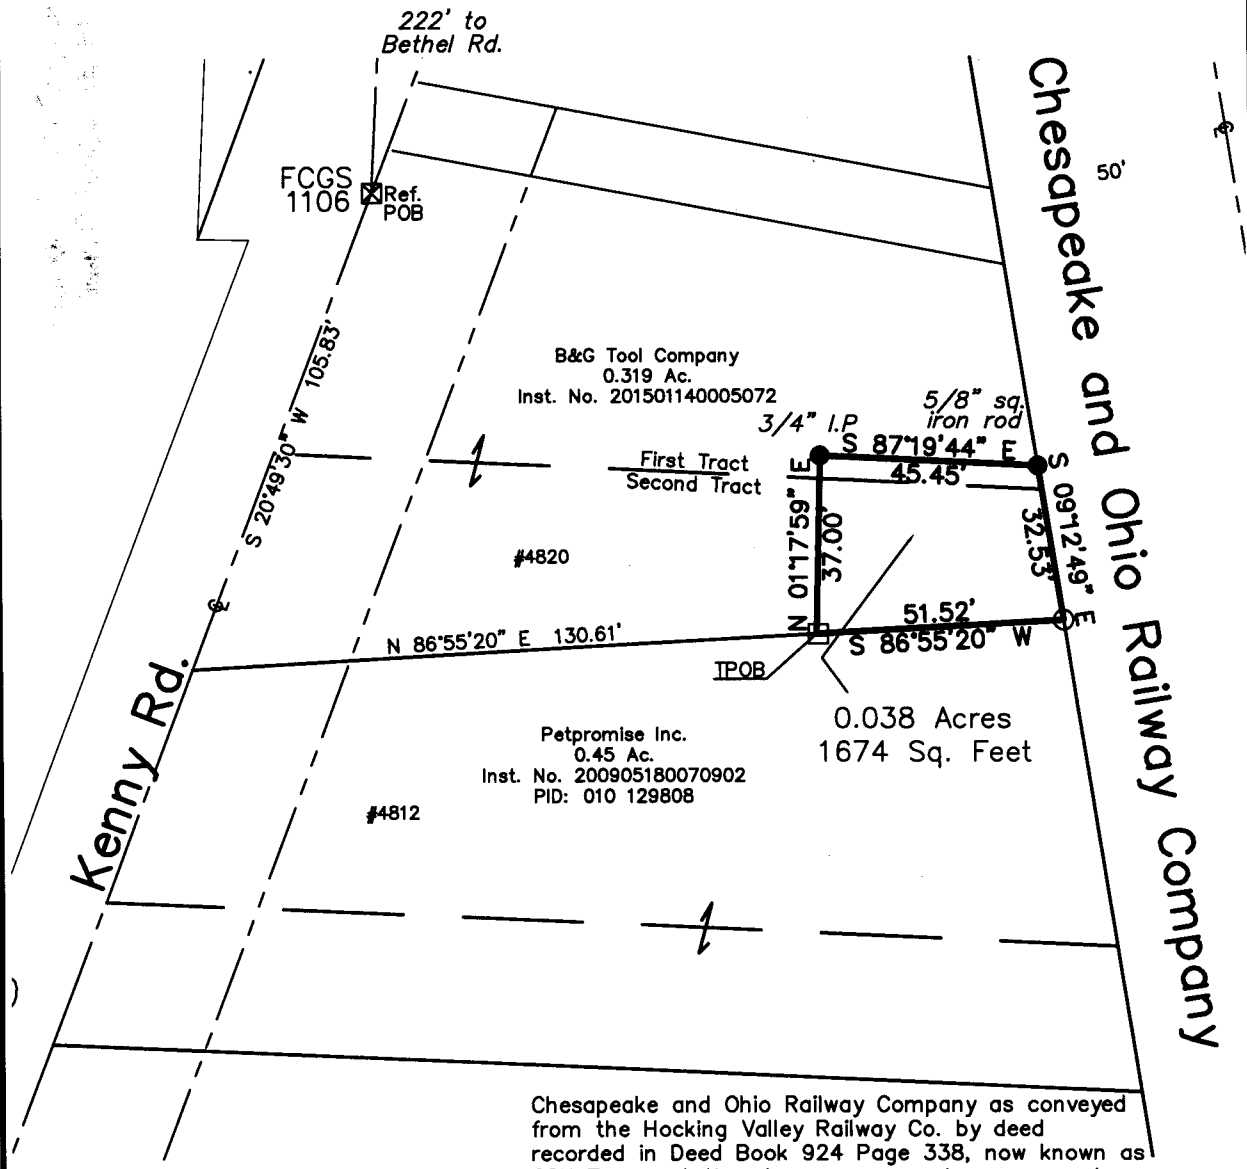 222' to
Bethel Rd.
Chesapeake and Ohio Railway Company
50'
FCGS
1106
Ref.
POB
S 20°49'30" W 105.83'
B&G Tool Company
0.319 Ac.
Inst. No. 201501140005072
5/8" sq.
iron rod
3/4" I.P
S 87°19'44" E
45.45'
First Tract
Second Tract
N 01°17'59" E
37.00'
S 09°12'49" E
32.53'
#4820
51.52'
S 86°55'20" W
N 86°55'20" E 130.61'
TPOB
Kenny Rd.
0.038 Acres
1674 Sq. Feet
Petpromise Inc.
0.45 Ac.
Inst. No. 200905180070902
PID: 010 129808
#4812
Chesapeake and Ohio Railway Company as conveyed
from the Hocking Valley Railway Co. by deed
recorded in Deed Book 924 Page 338, now known as